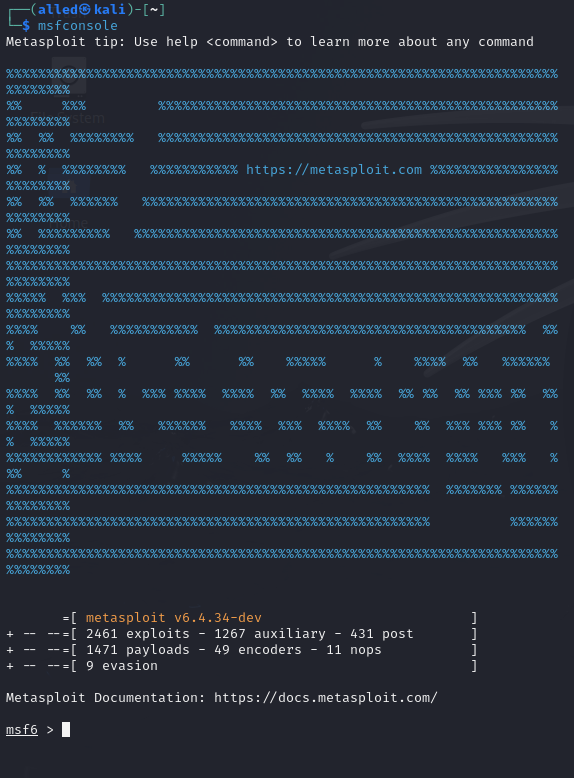 ┌──(alled㉿kali)-[~]
└─$ msfconsole
Metasploit tip: Use help <command> to learn more about any command
https://metasploit.com
=[ metasploit v6.4.34-dev ]
+ -- --=[ 2461 exploits - 1267 auxiliary - 431 post ]
+ -- --=[ 1471 payloads - 49 encoders - 11 nops ]
+ -- --=[ 9 evasion ]
Metasploit Documentation: https://docs.metasploit.com/
msf6 >